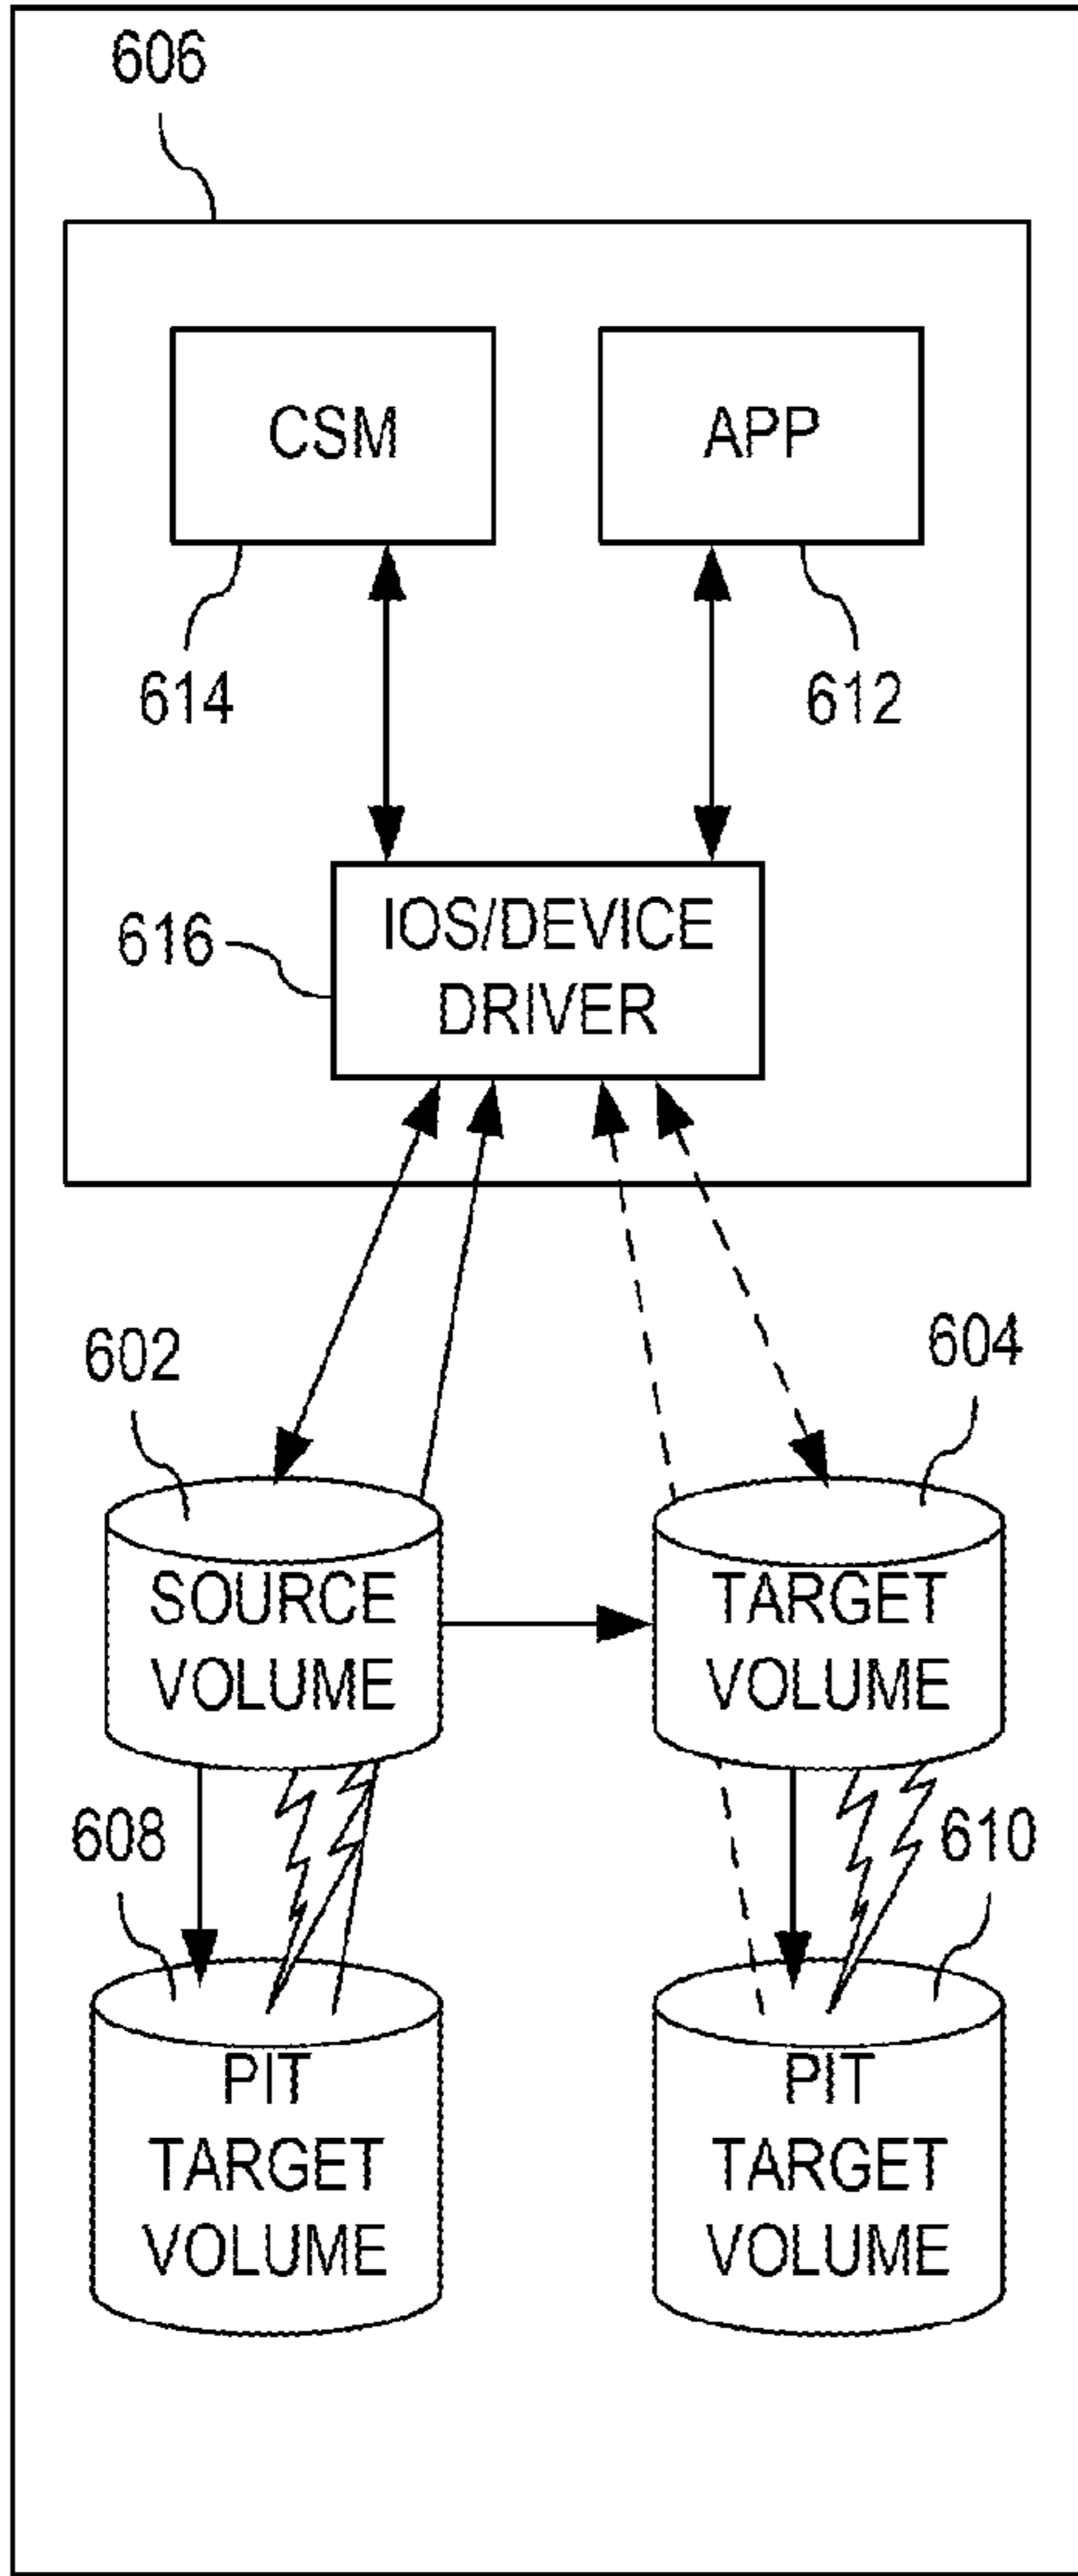 606
CSM
APP
614
612
616
IOS/DEVICE
DRIVER
602
604
SOURCE
VOLUME
TARGET
VOLUME
608
610
PIT
TARGET
VOLUME
PIT
TARGET
VOLUME